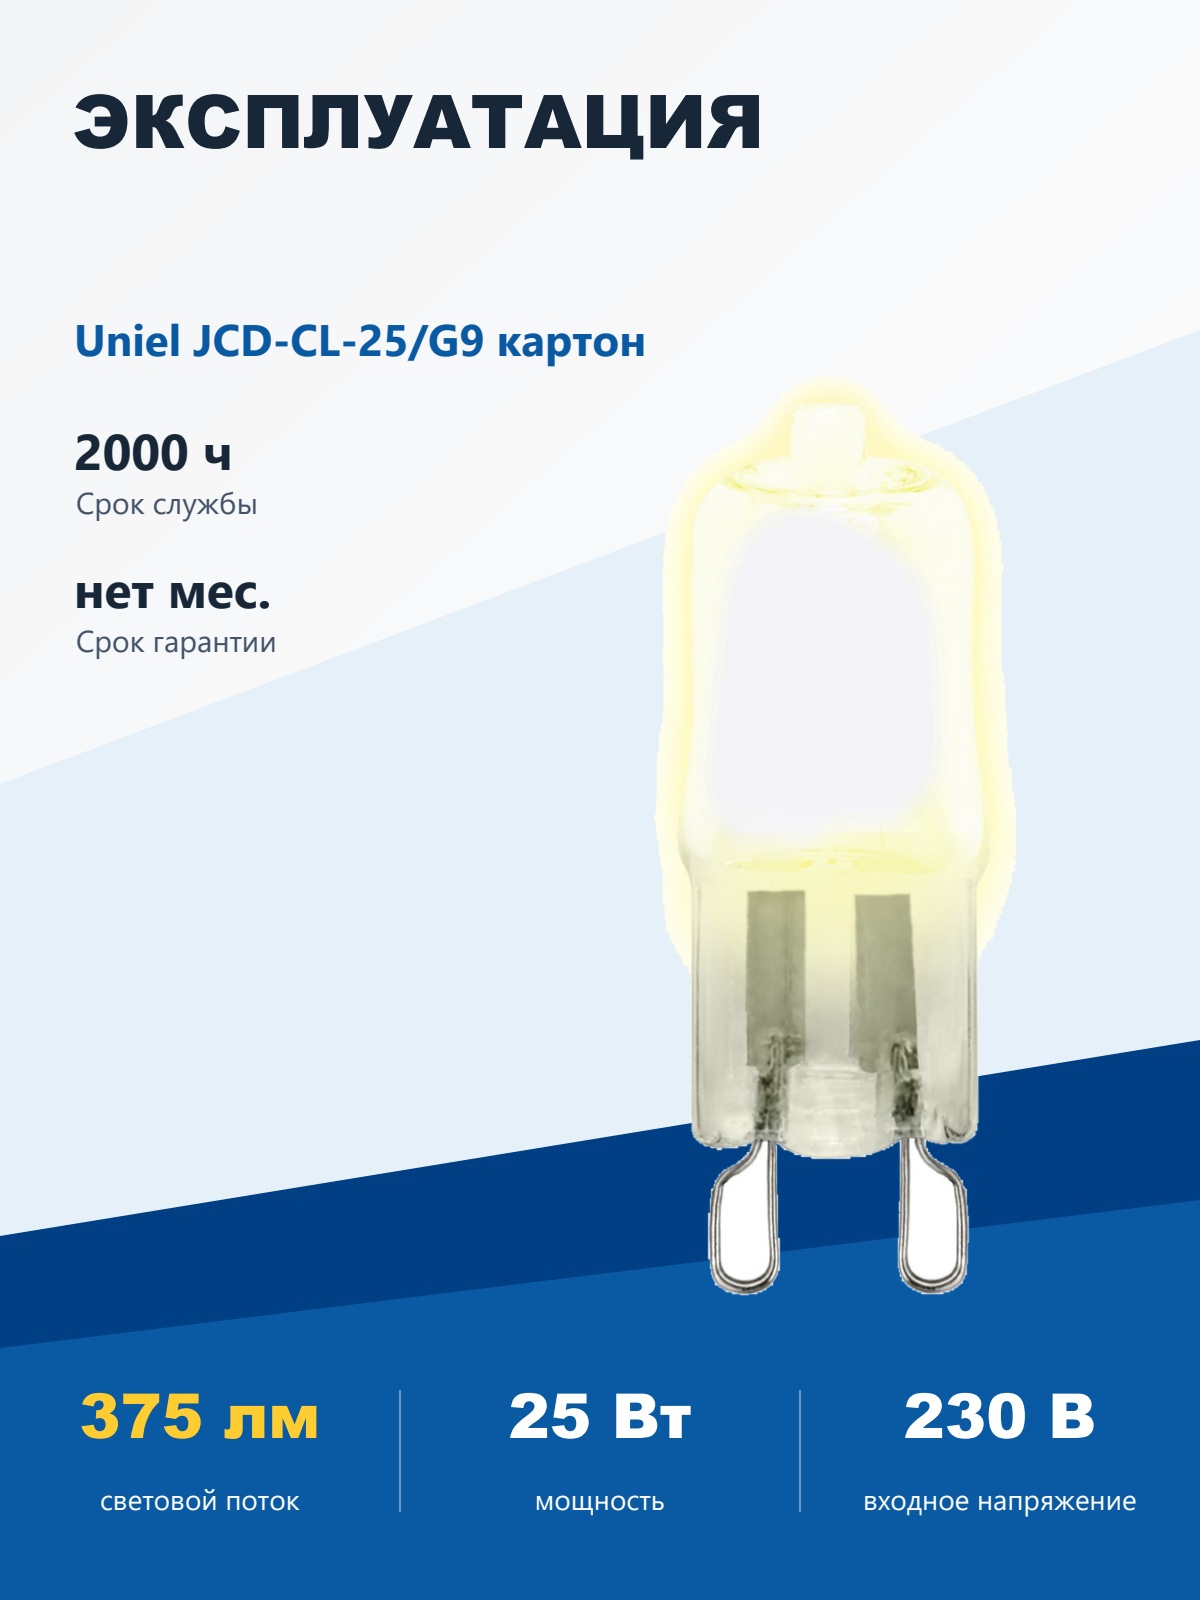 ЭКСПЛУАТАЦИЯ
Uniel JCD-CL-25/G9 картон
2000 ч
Срок службы
нет мес.
Срок гарантии
375 лм
световой поток
25 Вт
мощность
230 В
входное напряжение